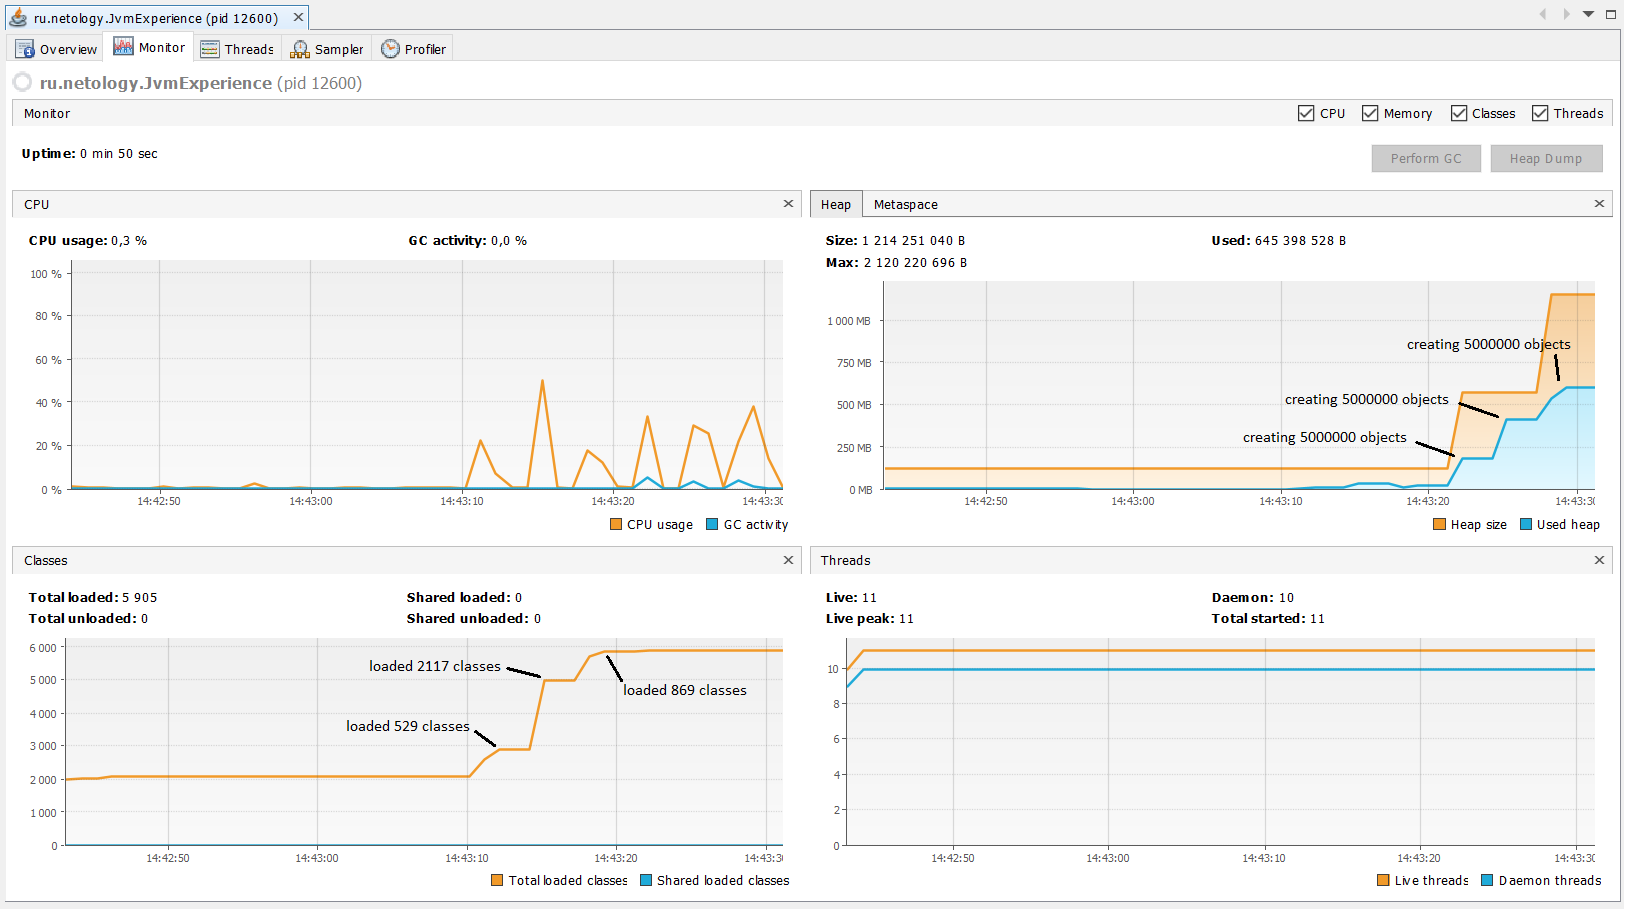 ru.netology.JvmExperience (pid 12600)
Overview Monitor Threads Sampler Profiler
ru.netology.JvmExperience (pid 12600)
Monitor CPU Memory Classes Threads
Uptime: 0 min 50 sec
Perform GC Heap Dump
CPU
CPU usage: 0,3 % GC activity: 0,0 %
100 %
80 %
60 %
40 %
20 %
0 %
14:42:50 14:43:00 14:43:10 14:43:20 14:43:30
CPU usage GC activity
Heap Metaspace
Size: 1 214 251 040 B Used: 645 398 528 B
Max: 2 120 220 696 B
1 000 MB
creating 5000000 objects
750 MB
creating 5000000 objects
500 MB
creating 5000000 objects
250 MB
0 MB
14:42:50 14:43:00 14:43:10 14:43:20 14:43:30
Heap size Used heap
Classes
Total loaded: 5 905 Shared loaded: 0
Total unloaded: 0 Shared unloaded: 0
6 000
loaded 2117 classes
5 000
loaded 869 classes
4 000
loaded 529 classes
3 000
2 000
1 000
0
14:42:50 14:43:00 14:43:10 14:43:20 14:43:30
Total loaded classes Shared loaded classes
Threads
Live: 11 Daemon: 10
Live peak: 11 Total started: 11
10
8
6
4
2
0
14:42:50 14:43:00 14:43:10 14:43:20 14:43:30
Live threads Daemon threads